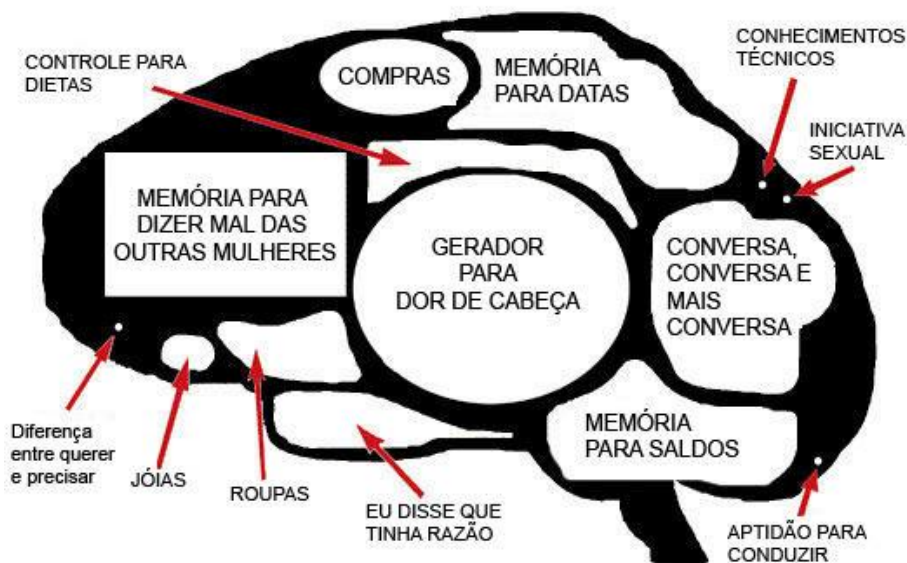 CONTROLE PARA
DIETAS
COMPRAS
MEMÓRIA
PARA DATAS
CONHECIMENTOS
TÉCNICOS
INICIATIVA
SEXUAL
MEMÓRIA PARA
DIZER MAL DAS
OUTRAS MULHERES
GERADOR
PARA
DOR DE CABEÇA
CONVERSA,
CONVERSA E
MAIS
CONVERSA
Diferença
entre querer
e precisar
JÓIAS
ROUPAS
EU DISSE QUE
TINHA RAZÃO
MEMÓRIA
PARA SALDOS
APTIDÃO PARA
CONDUZIR